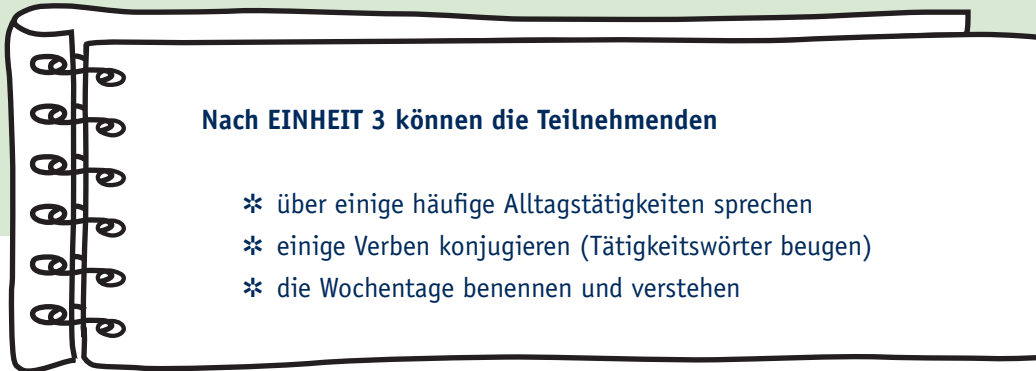 Nach EINHEIT 3 können die Teilnehmenden
✲ über einige häufige Alltagstätigkeiten sprechen
✲ einige Verben konjugieren (Tätigkeitswörter beugen)
✲ die Wochentage benennen und verstehen